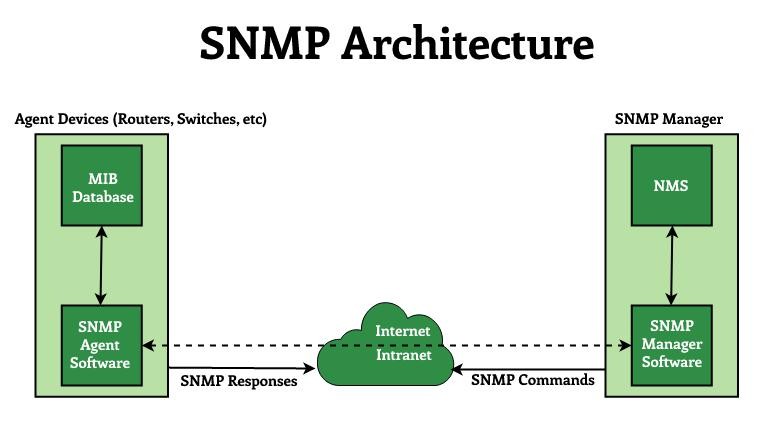 SNMP Architecture
Agent Devices (Routers, Switches, etc)
SNMP Manager
MIB
Database
NMS
SNMP
Agent
Software
Internet
Intranet
SNMP
Manager
Software
SNMP Responses
SNMP Commands